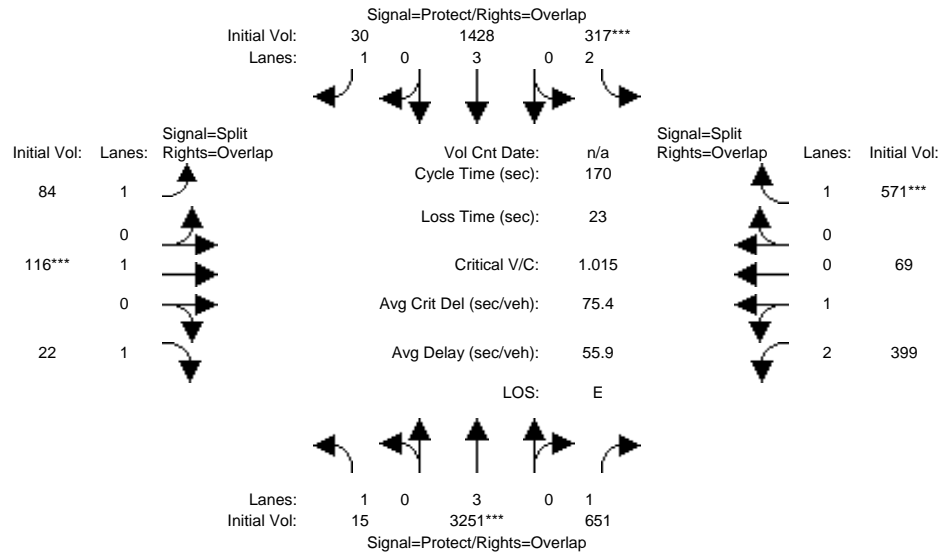 Signal=Protect/Rights=Overlap
Initial Vol: 30 1428 317***
Lanes: 1 0 3 0 2
Signal=Split Signal=Split
Initial Vol: Lanes: Rights=Overlap Vol Cnt Date: n/a Rights=Overlap Lanes: Initial Vol:
Cycle Time (sec): 170
84 1 1 571***
Loss Time (sec): 23
0 0
116*** 1 Critical V/C: 1.015 0 69
0 Avg Crit Del (sec/veh): 75.4 1
22 1 Avg Delay (sec/veh): 55.9 2 399
LOS: E
Lanes: 1 0 3 0 1
Initial Vol: 15 3251*** 651
Signal=Protect/Rights=Overlap